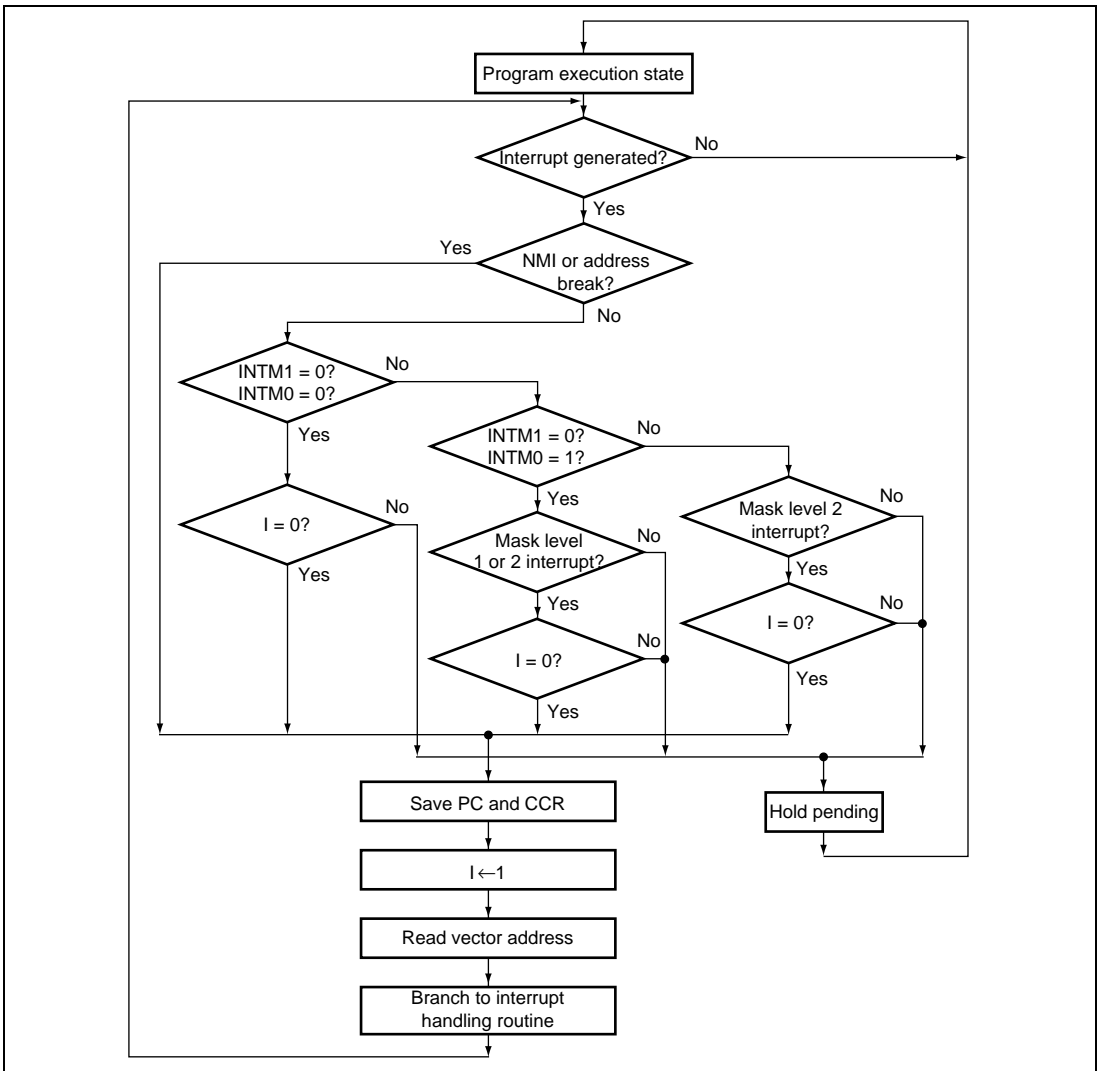 Program execution state
Interrupt generated?
No
Yes
Yes
NMI or address
break?
No
INTM1 = 0?
INTM0 = 0?
No
Yes
INTM1 = 0?
INTM0 = 1?
No
Yes
I = 0?
No
Yes
Mask level
1 or 2 interrupt?
No
Yes
Mask level 2
interrupt?
No
Yes
I = 0?
No
Yes
I = 0?
No
Yes
Save PC and CCR
Hold pending
I ←1
Read vector address
Branch to interrupt
handling routine